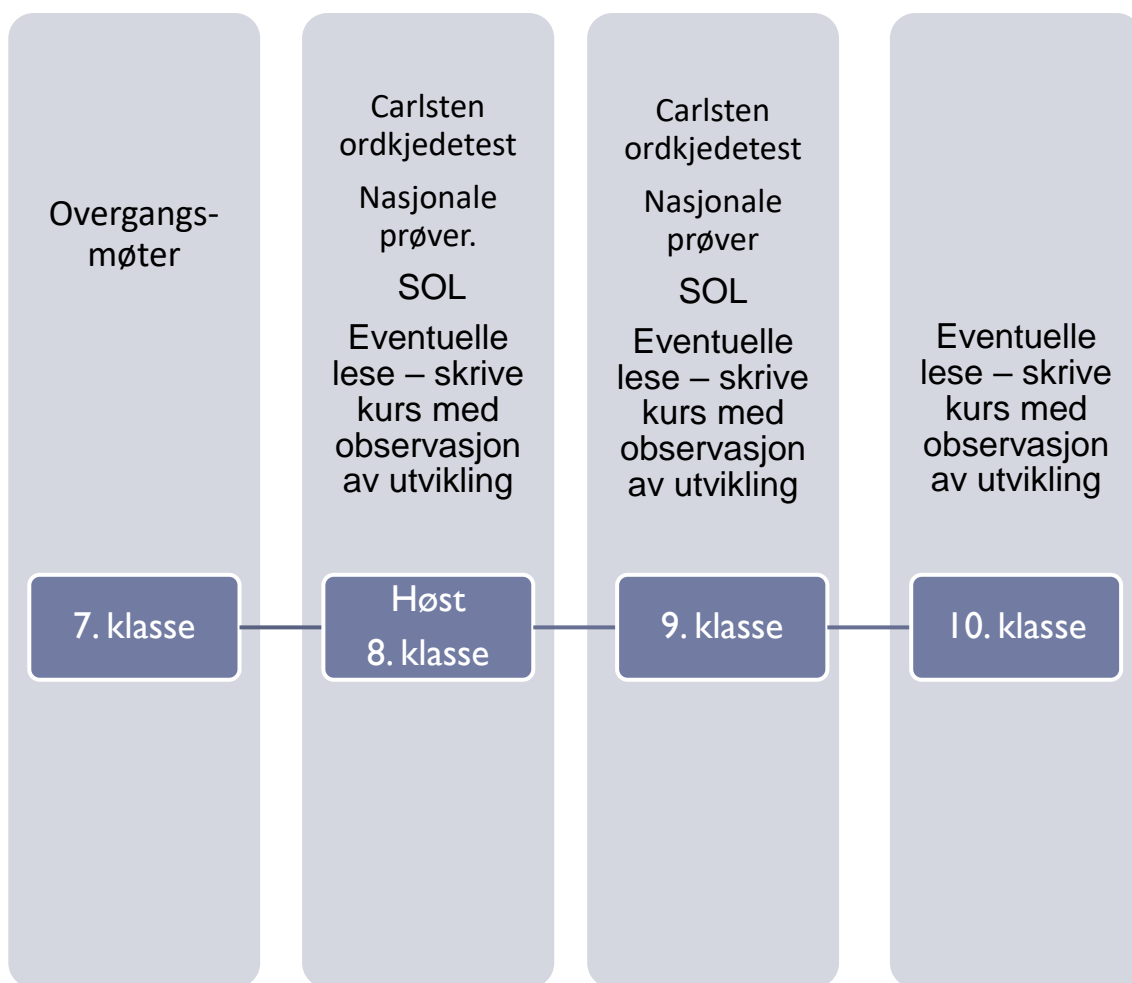 Overgangs-
møter
7. klasse
Carlsten
ordkjedetest
Nasjonale
prøver.
SOL
Eventuelle
lese – skrive
kurs med
observasjon
av utvikling
Høst
8. klasse
Carlsten
ordkjedetest
Nasjonale
prøver
SOL
Eventuelle
lese – skrive
kurs med
observasjon
av utvikling
9. klasse
Eventuelle
lese – skrive
kurs med
observasjon
av utvikling
10. klasse